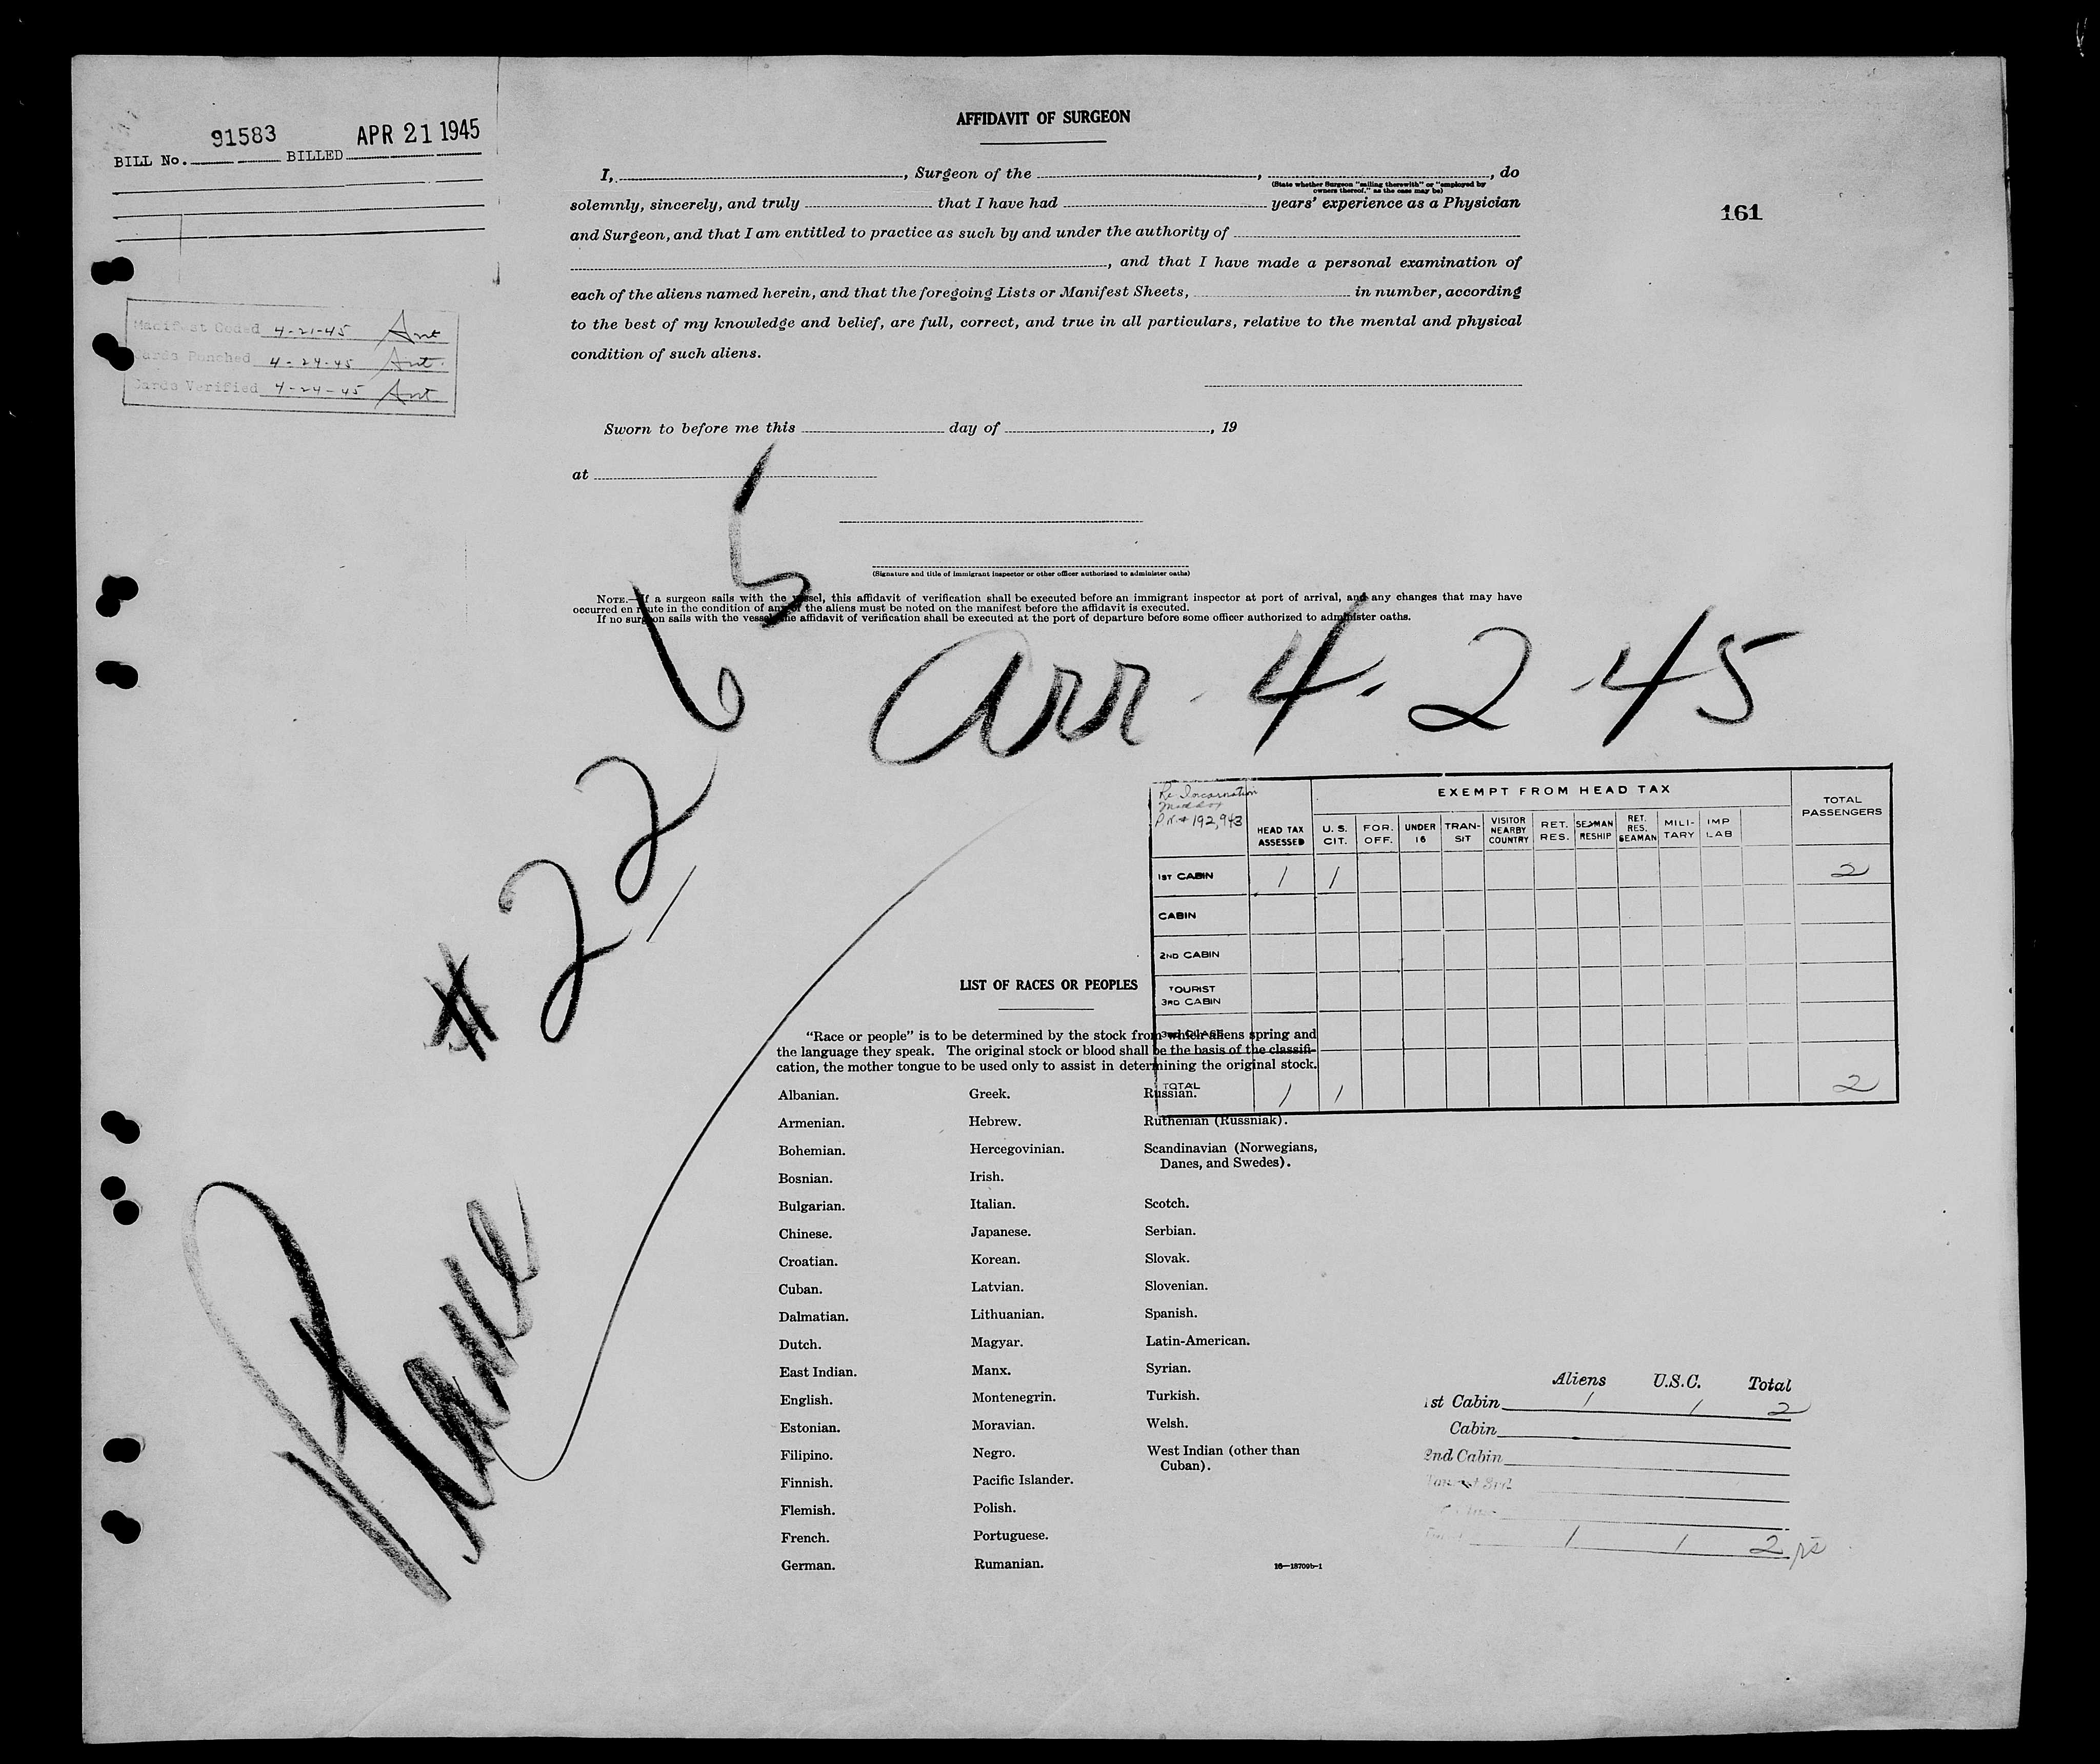 BILL No. 91583 BILLED APR 21 1945
Manifest Coded 4-21-45 Ant
Cards Punched 4-24-45 Ant.
Cards Verified 4-24-45 Ant
161
AFFIDAVIT OF SURGEON
I, , Surgeon of the , , do
(State whether Surgeon "sailing therewith" or "employed by
owners thereof," as the case may be)
solemnly, sincerely, and truly that I have had years' experience as a Physician
and Surgeon, and that I am entitled to practice as such by and under the authority of
, and that I have made a personal examination of
each of the aliens named herein, and that the foregoing Lists or Manifest Sheets, in number, according
to the best of my knowledge and belief, are full, correct, and true in all particulars, relative to the mental and physical
condition of such aliens.
Sworn to before me this day of , 19
at
(Signature and title of immigrant inspector or other officer authorized to administer oaths)
NOTE.—If a surgeon sails with the vessel, this affidavit of verification shall be executed before an immigrant inspector at port of arrival, and any changes that may have
occurred en route in the condition of any of the aliens must be noted on the manifest before the affidavit is executed.
If no surgeon sails with the vessel, the affidavit of verification shall be executed at the port of departure before some officer authorized to administer oaths.
Arr. 4. 2 -45
Plane # 2265
Re Incarnation
P.R.# 192,943
HEAD TAX ASSESSED
EXEMPT FROM HEAD TAX
TOTAL PASSENGERS
U. S. CIT. FOR. OFF. UNDER 16 TRAN-SIT VISITOR NEARBY COUNTRY RET. RES. SEAMAN RESHIP RET. RES. SEAMAN MILI-TARY IMP LAB
1ST CABIN 1 1 2
CABIN
2ND CABIN
TOURIST
3RD CABIN
3RD CLASS
TOTAL 1 1 2
LIST OF RACES OR PEOPLES
"Race or people" is to be determined by the stock from which aliens spring and
the language they speak. The original stock or blood shall be the basis of the classifi-
cation, the mother tongue to be used only to assist in determining the original stock.
Albanian.
Armenian.
Bohemian.
Bosnian.
Bulgarian.
Chinese.
Croatian.
Cuban.
Dalmatian.
Dutch.
East Indian.
English.
Estonian.
Filipino.
Finnish.
Flemish.
French.
German.
Greek.
Hebrew.
Hercegovinian.
Irish.
Italian.
Japanese.
Korean.
Latvian.
Lithuanian.
Magyar.
Manx.
Montenegrin.
Moravian.
Negro.
Pacific Islander.
Polish.
Portuguese.
Rumanian.
Russian.
Ruthenian (Russniak).
Scandinavian (Norwegians,
Danes, and Swedes).
Scotch.
Serbian.
Slovak.
Slovenian.
Spanish.
Latin-American.
Syrian.
Turkish.
Welsh.
West Indian (other than
Cuban).
16—18709b-1
Aliens U.S.C. Total
1st Cabin 1 1 2
Cabin
2nd Cabin
1 1 2